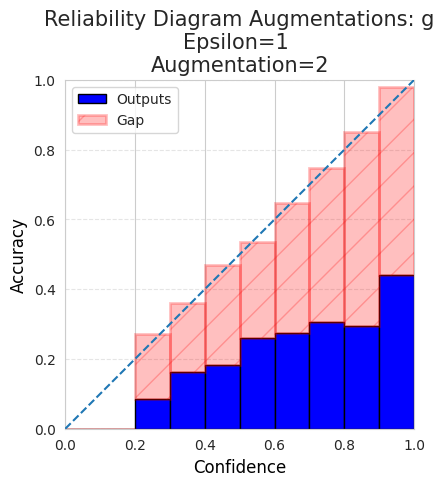 Reliability Diagram Augmentations: g
Epsilon=1
Augmentation=2
Outputs
Gap
Accuracy
1.0
0.8
0.6
0.4
0.2
0.0
0.0 0.2 0.4 0.6 0.8 1.0
Confidence